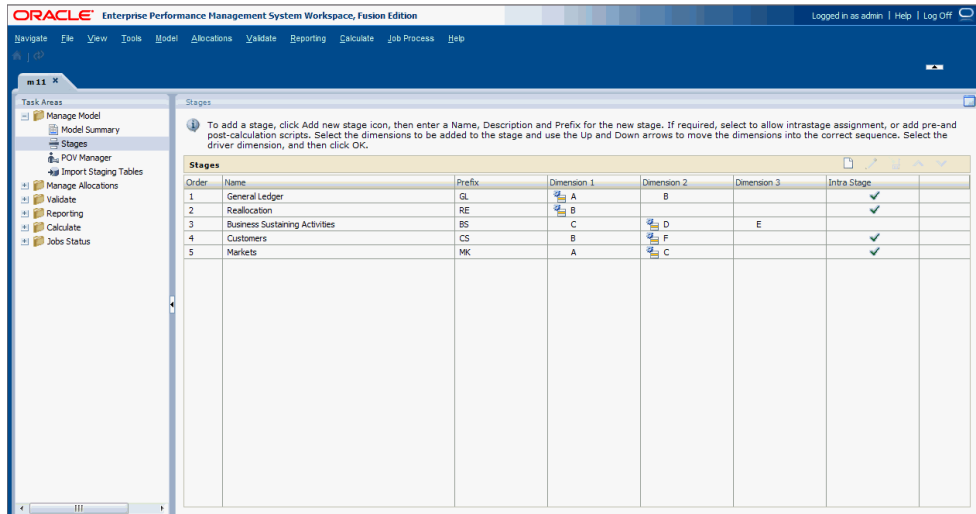 ORACLE Enterprise Performance Management System Workspace, Fusion Edition
Logged in as admin | Help | Log Off
Navigate File View Tools Model Allocations Validate Reporting Calculate Job Process Help
m11
Task Areas
Manage Model
Model Summary
Stages
POV Manager
Import Staging Tables
Manage Allocations
Validate
Reporting
Calculate
Jobs Status
Stages
To add a stage, click Add new stage icon, then enter a Name, Description and Prefix for the new stage. If required, select to allow intrastage assignment, or add pre-and
post-calculation scripts. Select the dimensions to be added to the stage and use the Up and Down arrows to move the dimensions into the correct sequence. Select the
driver dimension, and then click OK.
Stages
Order Name Prefix Dimension 1 Dimension 2 Dimension 3 Intra Stage
1 General Ledger GL A B
2 Reallocation RE B
3 Business Sustaining Activities BS C D E
4 Customers CS B F
5 Markets MK A C